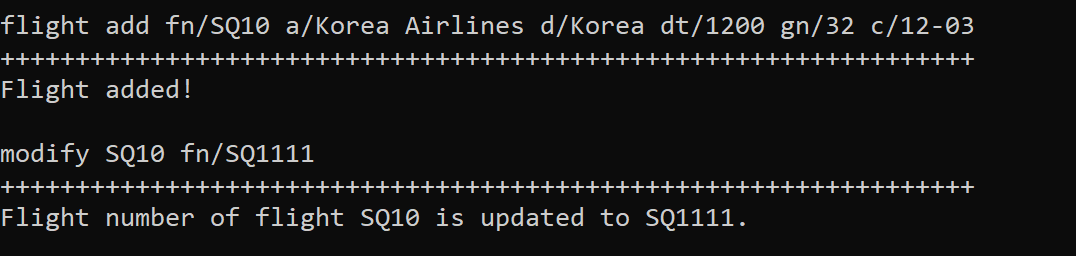 flight add fn/SQ10 a/Korea Airlines d/Korea dt/1200 gn/32 c/12-03
+++++++++++++++++++++++++++++++++++++++++++++++++++++++++++++++++
Flight added!
modify SQ10 fn/SQ1111
+++++++++++++++++++++++++++++++++++++++++++++++++++++++++++++++++
Flight number of flight SQ10 is updated to SQ1111.